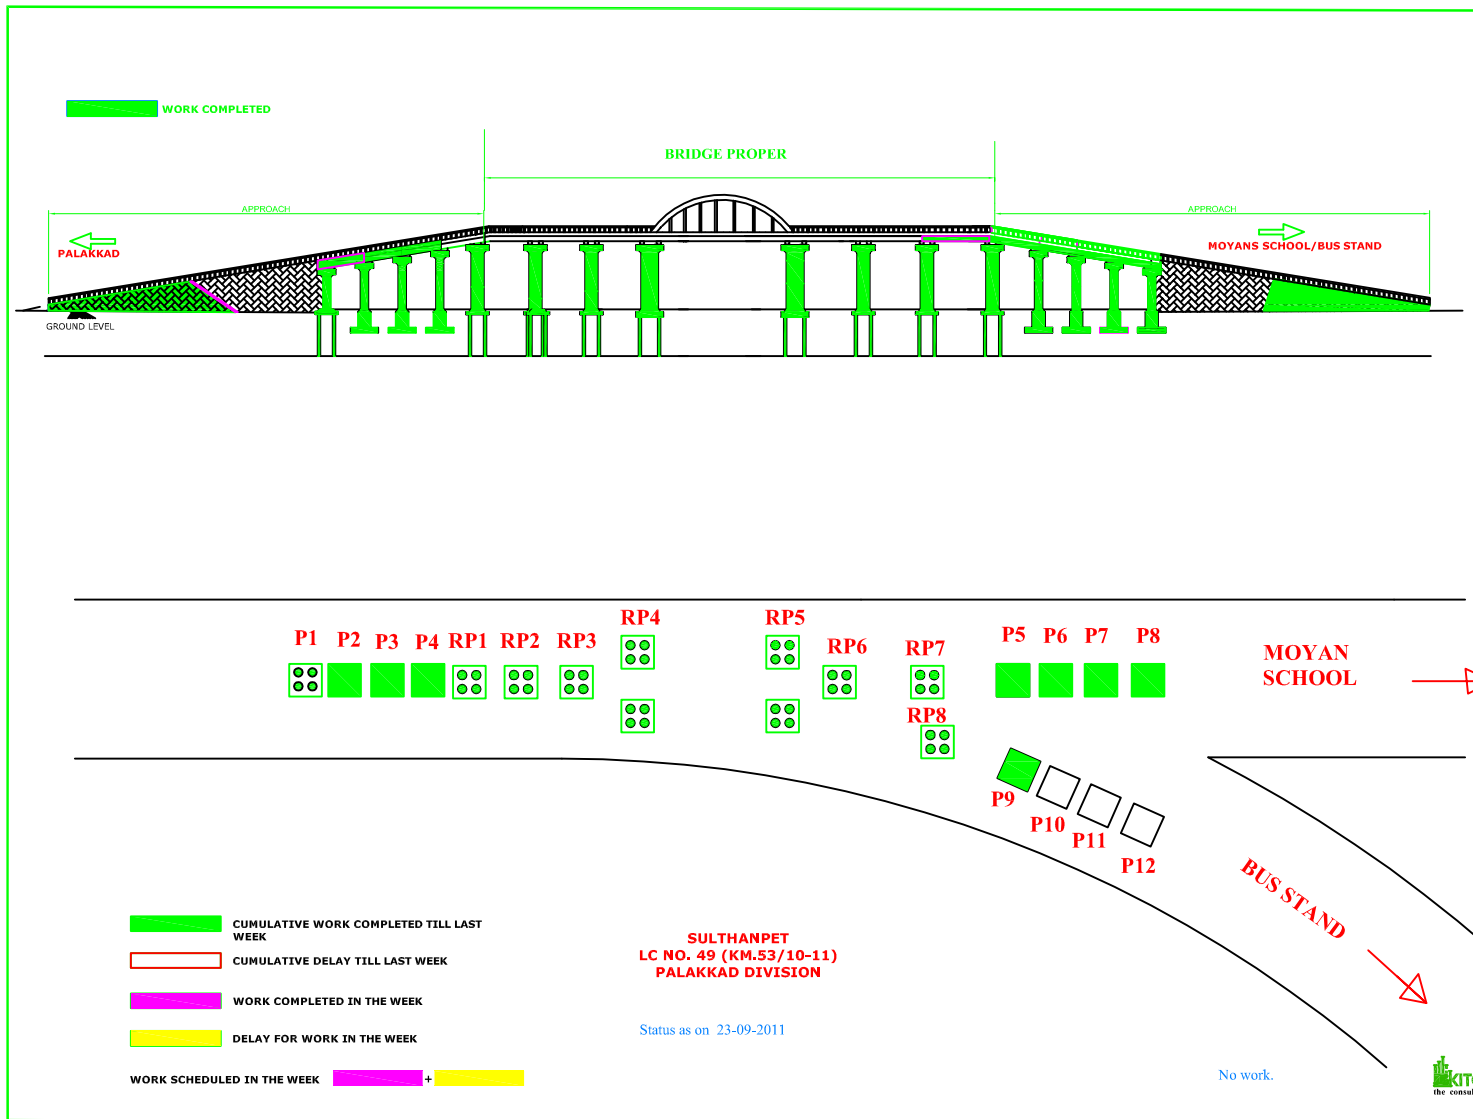 WORK COMPLETED
BRIDGE PROPER
APPROACH
APPROACH
PALAKKAD
MOYANS SCHOOL/BUS STAND
GROUND LEVEL
RP4
RP5
P1
P2
P3
P4
RP1
RP2
RP3
RP6
RP7
P5
P6
P7
P8
MOYAN
SCHOOL
RP8
P9
P10
P11
P12
BUS STAND
CUMULATIVE WORK COMPLETED TILL LAST
WEEK
CUMULATIVE DELAY TILL LAST WEEK
WORK COMPLETED IN THE WEEK
DELAY FOR WORK IN THE WEEK
WORK SCHEDULED IN THE WEEK +
SULTHANPET
LC NO. 49 (KM.53/10-11)
PALAKKAD DIVISION
Status as on 23-09-2011
No work.